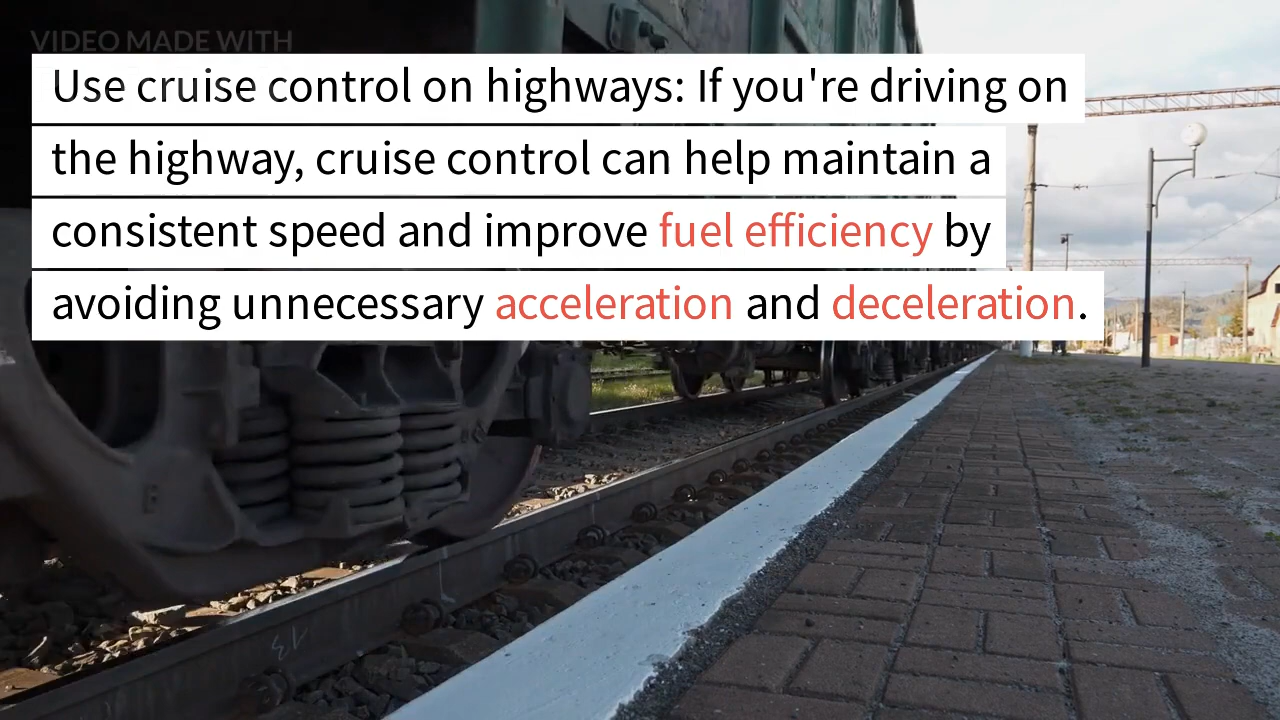 VIDEO MADE WITH
Use cruise control on highways: If you're driving on
the highway, cruise control can help maintain a
consistent speed and improve fuel efficiency by
avoiding unnecessary acceleration and deceleration.
13